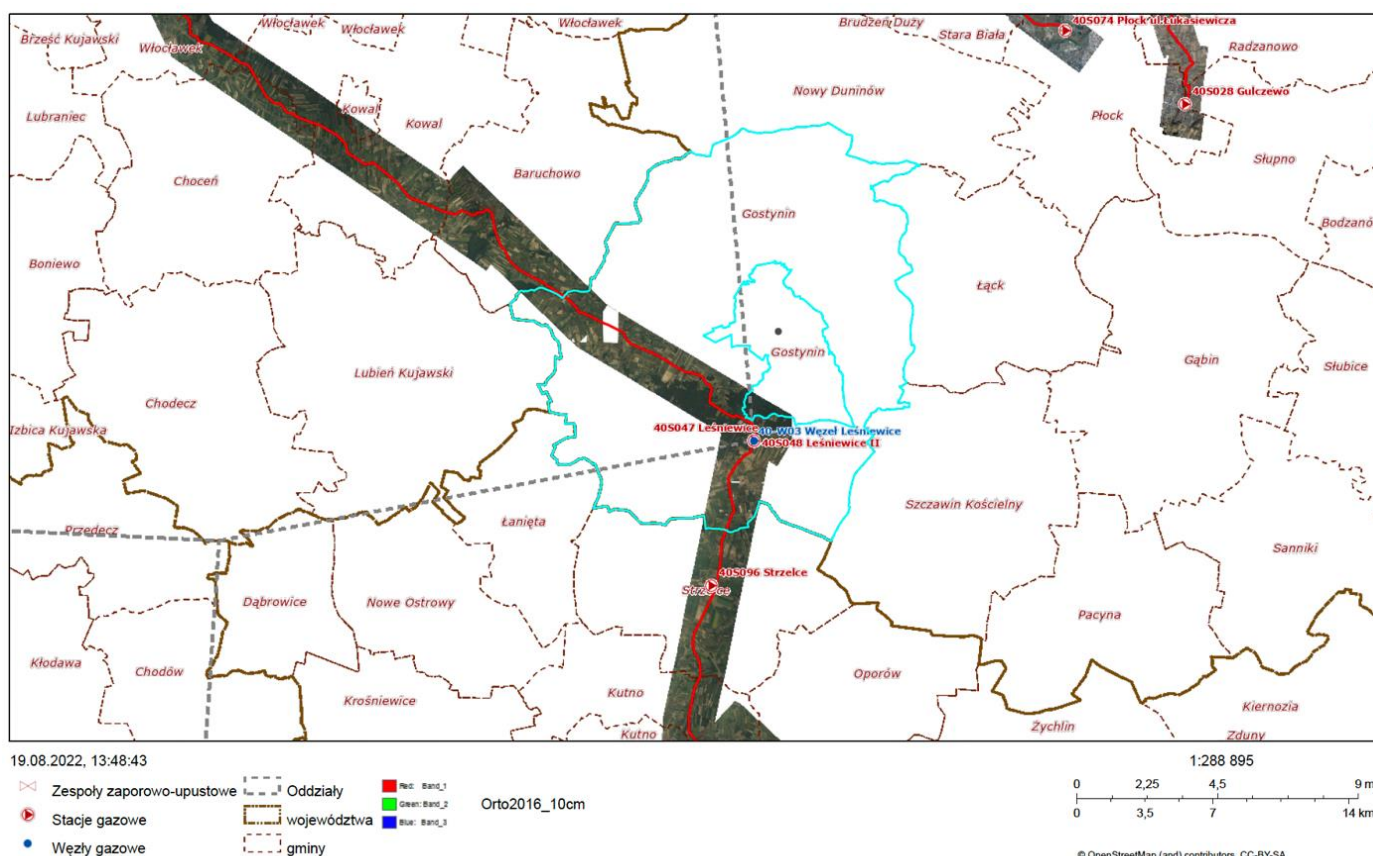 Włocławek
Włocławek
Włocławek
Brudzeń Duży
40S074 Płock ul.Łukasiewicza
Brześć Kujawski
Włocławek
Stara Biała
Radzanowo
Nowy Duninów
40S028 Gulczewo
Lubraniec
Kowal
Kowal
Płock
Słupno
Choceń
Baruchowo
Gostynin
Bodzanó
Boniewo
Łąck
Gostynin
Gąbin
Słubice
Lubień Kujawski
Chodecz
Izbica Kujawska
40S047 Leśniewice
40-W03 Węzeł Leśniewice
40S048 Leśniewice II
Szczawin Kościelny
Przedecz
Łanięta
Sanniki
40S096 Strzelce
Strzelce
Dąbrowice
Nowe Ostrowy
Pacyna
Kłodawa
Chodów
Oporów
Krośniewice
Kutno
Kiernozia
Kutno
Żychlin
Zduny
19.08.2022, 13:48:43
1:288 895
Zespoły zaporowo-upustowe
Oddziały
Red: Band_1
Stacje gazowe
województwa
Green: Band_2
Orto2016_10cm
Węzły gazowe
gminy
Blue: Band_3
0 2,25 4,5 9 m
0 3,5 7 14 km
© OpenStreetMap (and) contributors, CC-BY-SA